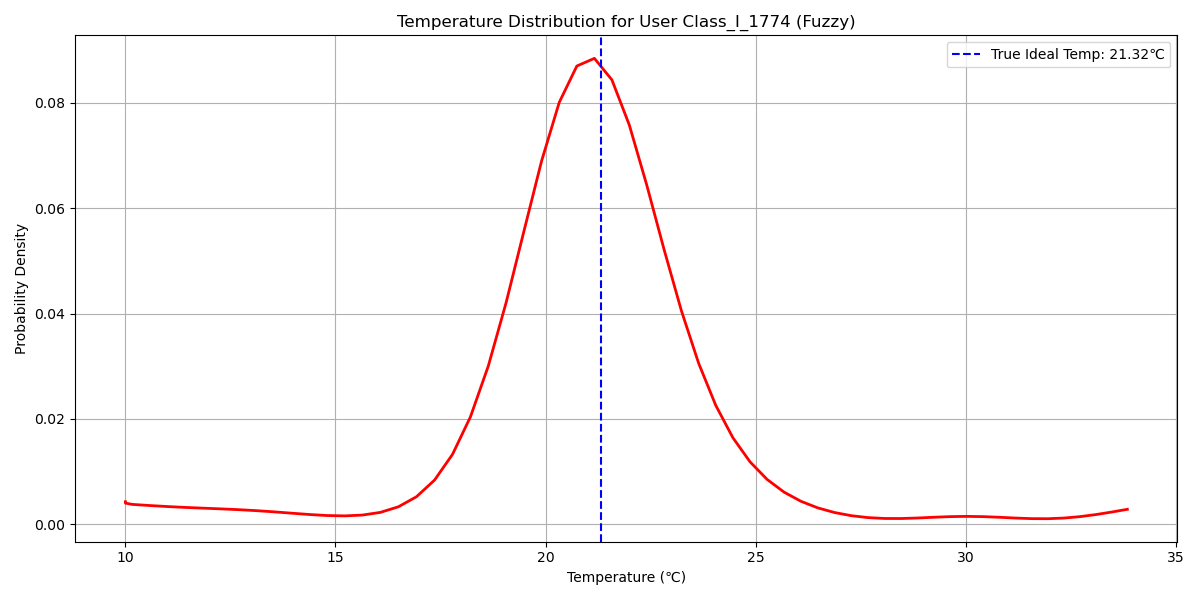 Temperature Distribution for User Class_I_1774 (Fuzzy)
True Ideal Temp: 21.32℃
Probability Density
0.08
0.06
0.04
0.02
0.00
10
15
20
25
30
35
Temperature (℃)